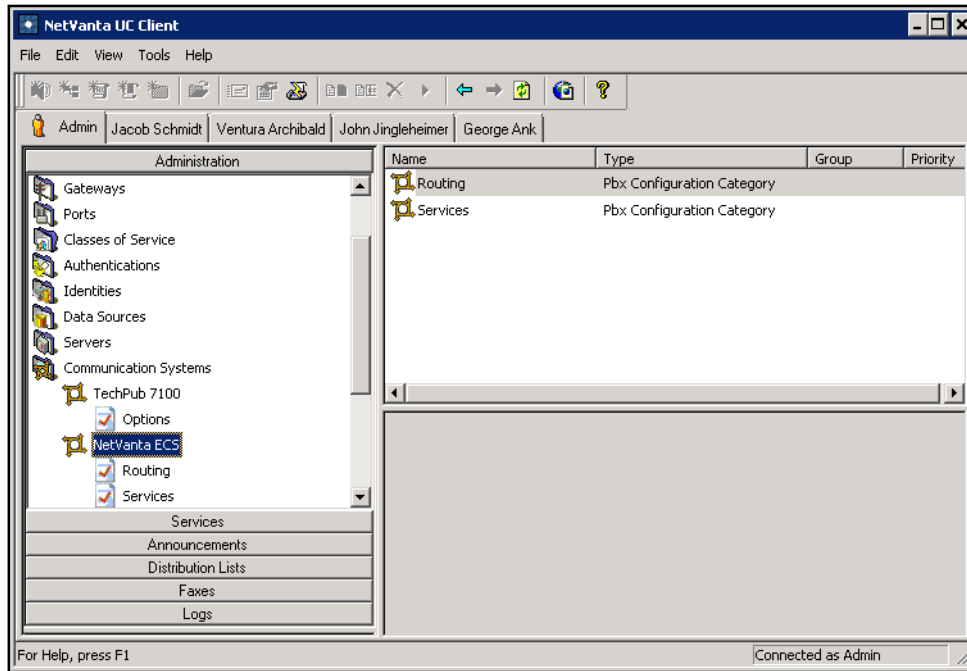 NetVanta UC Client
File Edit View Tools Help
Admin Jacob Schmidt Ventura Archibald John Jingleheimer George Ank
Administration
Gateways
Ports
Classes of Service
Authentications
Identities
Data Sources
Servers
Communication Systems
TechPub 7100
Options
NetVanta ECS
Routing
Services
Services
Announcements
Distribution Lists
Faxes
Logs
Name Type Group Priority
Routing Pbx Configuration Category
Services Pbx Configuration Category
For Help, press F1
Connected as Admin